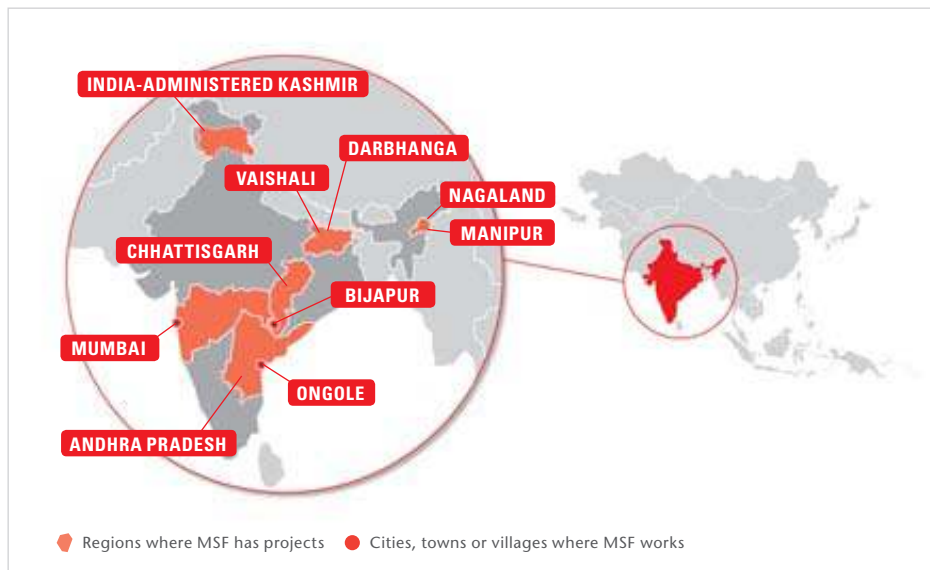 INDIA-ADMINISTERED KASHMIR
DARBHANGA
VAISHALI
NAGALAND
MANIPUR
CHHATTISGARH
BIJAPUR
MUMBAI
ONGOLE
ANDHRA PRADESH
Regions where MSF has projects
Cities, towns or villages where MSF works